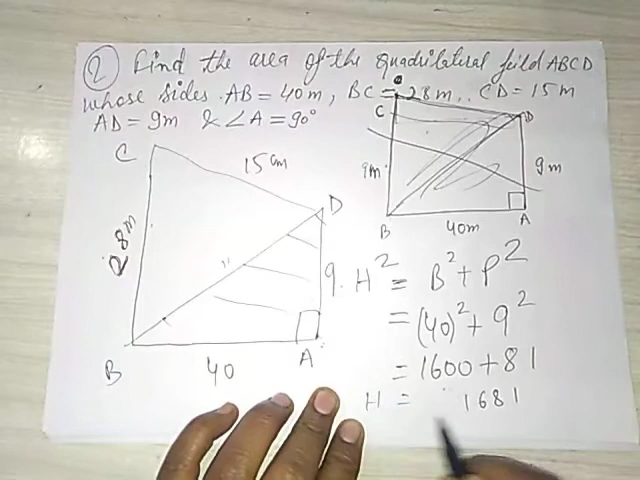 2 Find the area of the quadrilateral feild ABCD
whose sides. AB = 40m, BC = 28m, CD = 15m
AD = 9m & ∠A = 90°
C
D
9m
9m
B
40m
A
C
15cm
D
28m
9.
B
40
A
H² = B² + P²
= (40)² + 9²
= 1600 + 81
H = 1681